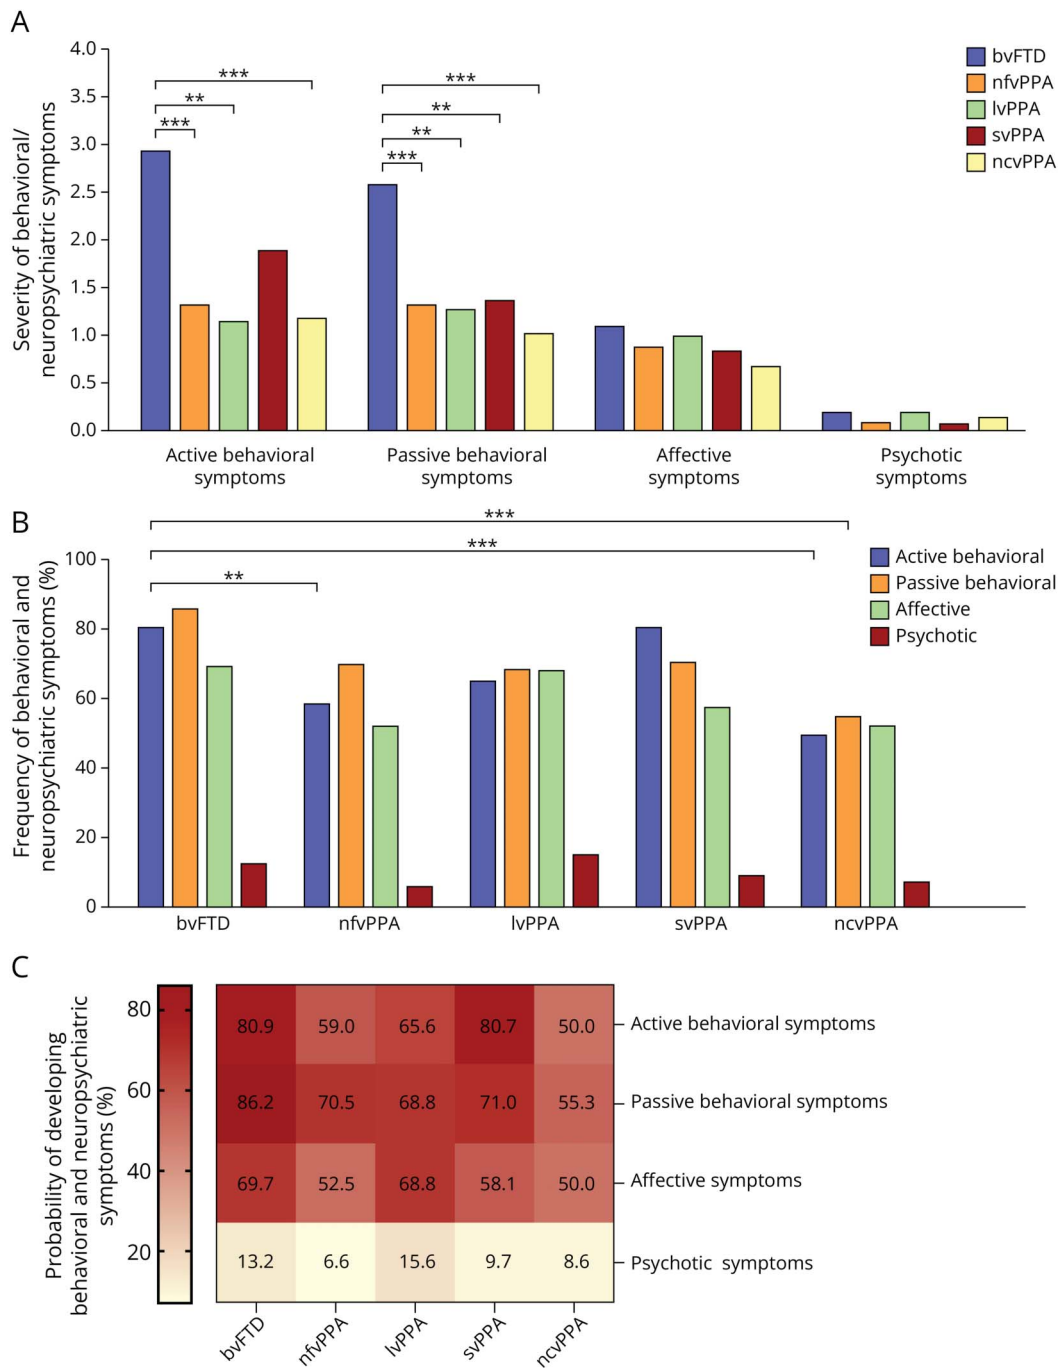 A
Severity of behavioral/
neuropsychiatric symptoms
4.0
3.5
3.0
2.5
2.0
1.5
1.0
0.5
0.0
***
**
***
***
**
**
***
bvFTD
nfvPPA
lvPPA
svPPA
ncvPPA
Active behavioral
symptoms
Passive behavioral
symptoms
Affective
symptoms
Psychotic
symptoms
B
Frequency of behavioral and
neuropsychiatric symptoms (%)
100
80
60
40
20
0
***
***
**
Active behavioral
Passive behavioral
Affective
Psychotic
bvFTD nfvPPA lvPPA svPPA ncvPPA
C
Probability of developing
behavioral and neuropsychiatric
symptoms (%)
80
60
40
20
80.9 59.0 65.6 80.7 50.0 Active behavioral symptoms
86.2 70.5 68.8 71.0 55.3 Passive behavioral symptoms
69.7 52.5 68.8 58.1 50.0 Affective symptoms
13.2 6.6 15.6 9.7 8.6 Psychotic symptoms
bvFTD nfvPPA lvPPA svPPA ncvPPA